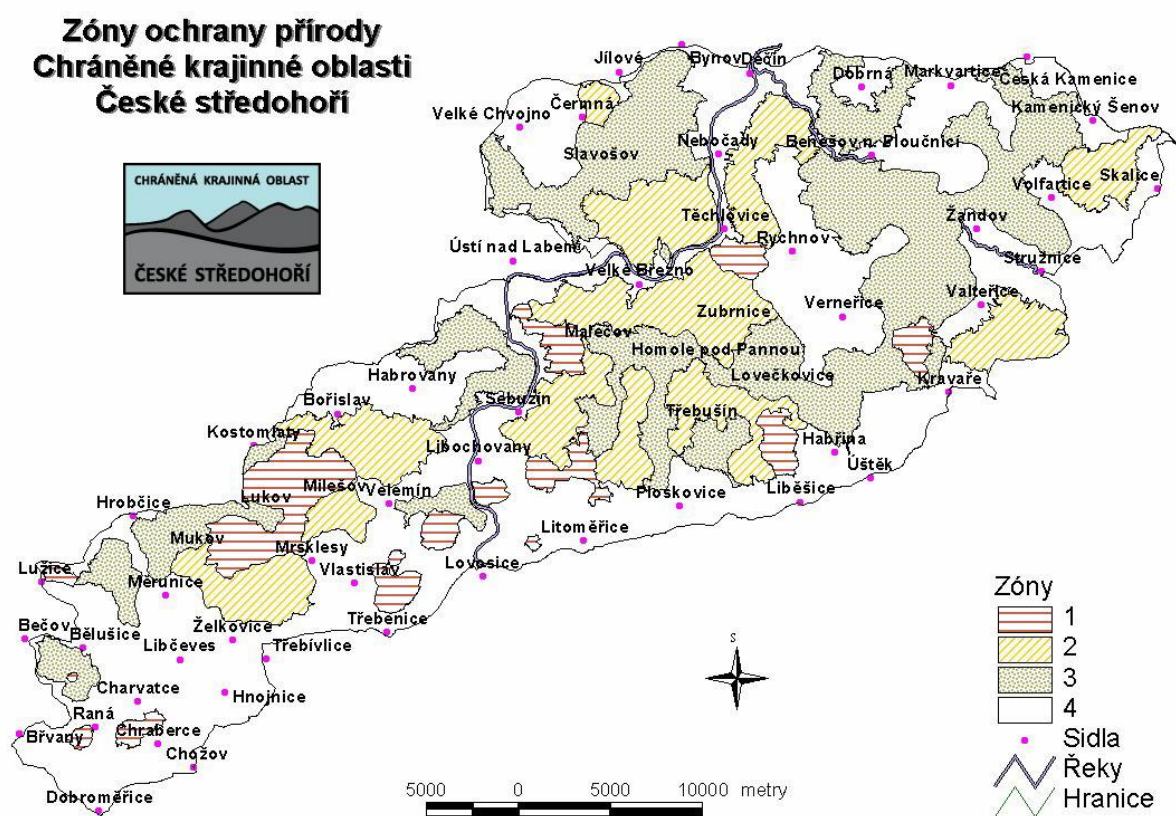 Zóny ochrany přírody
Chráněné krajinné oblasti
České středohoří
CHRÁNĚNÁ KRAJINNÁ OBLAST
ČESKÉ STŘEDOHOŘÍ
Jílové
Bynov
Děčín
Dobrná
Markvartice
Česká Kamenice
Kamenický Šenov
Velké Chvojno
Čermná
Slavošov
Nebočady
Benešov n. Ploučnicí
Volfartice
Skalice
Těchlovice
Rychnov
Žandov
Stružnice
Ústí nad Labem
Velké Březno
Zubrnice
Verneřice
Valteřice
Malečov
Homole pod Pannou
Lovečkovice
Kravaře
Habrovany
Bořislav
Sebuzín
Třebušín
Habřina
Úštěk
Kostomlaty
Libochovany
Ploskovice
Liběšice
Lukov
Milešov
Velemín
Litoměřice
Hrobčice
Mukov
Mrsklesy
Vlastislav
Lovosice
Lužice
Měrunice
Třebenice
Bečov
Bělušice
Želkovice
Libčeves
Třebívlice
Charvatce
Hnojnice
Raná
Břvany
Chraberce
Chožov
Dobroměřice
S
Zóny
1
2
3
4
Sidla
Řeky
Hranice
5000 0 5000 10000 metry